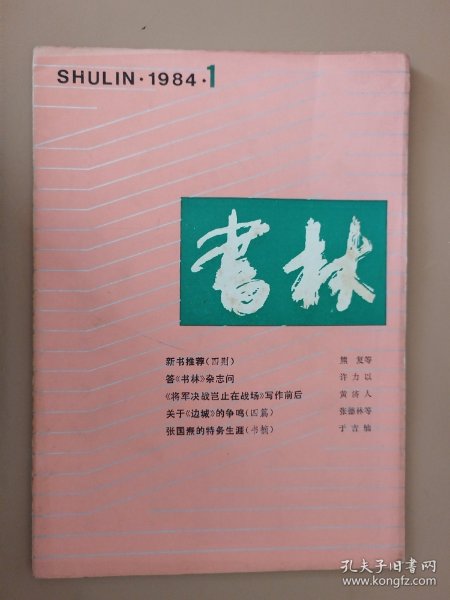 SHULIN·1984·1
书林
新书推荐(四则) 熊 复等
答《书林》杂志问 许力以
《将军决战岂止在战场》写作前后 黄济人
关于《边城》的争鸣(四篇) 张德林等
张国焘的特务生涯(书摘) 于吉楠
孔夫子旧书网
www.kongfz.com